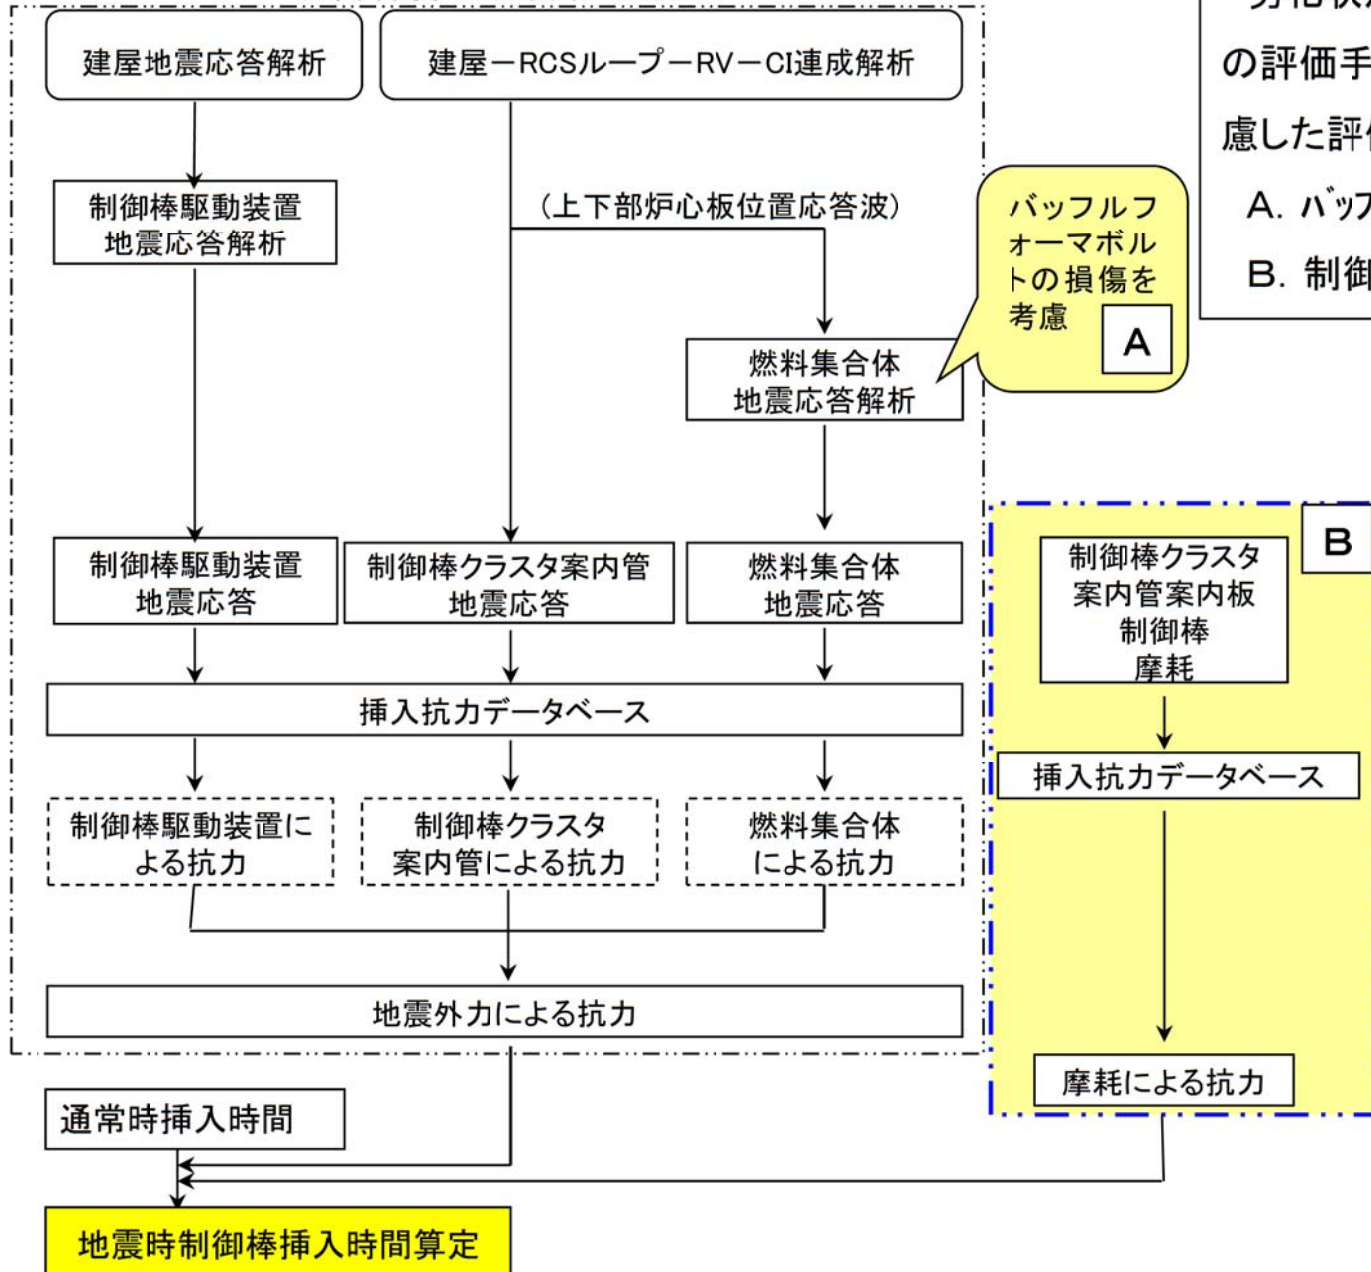 建屋地震応答解析
建屋－RCSループ－RV－CI連成解析
の評価手
慮した評
制御棒駆動装置
地震応答解析
（上下部炉心板位置応答波）
バッフルフ
ォーマボル
トの損傷を
考慮
A
A. バッフ
B. 制御
燃料集合体
地震応答解析
制御棒駆動装置
地震応答
制御棒クラスタ案内管
地震応答
燃料集合体
地震応答
B
制御棒クラスタ
案内管案内板
制御棒
摩耗
挿入抗力データベース
挿入抗力データベース
制御棒駆動装置に
よる抗力
制御棒クラスタ
案内管による抗力
燃料集合体
による抗力
地震外力による抗力
摩耗による抗力
通常時挿入時間
地震時制御棒挿入時間算定